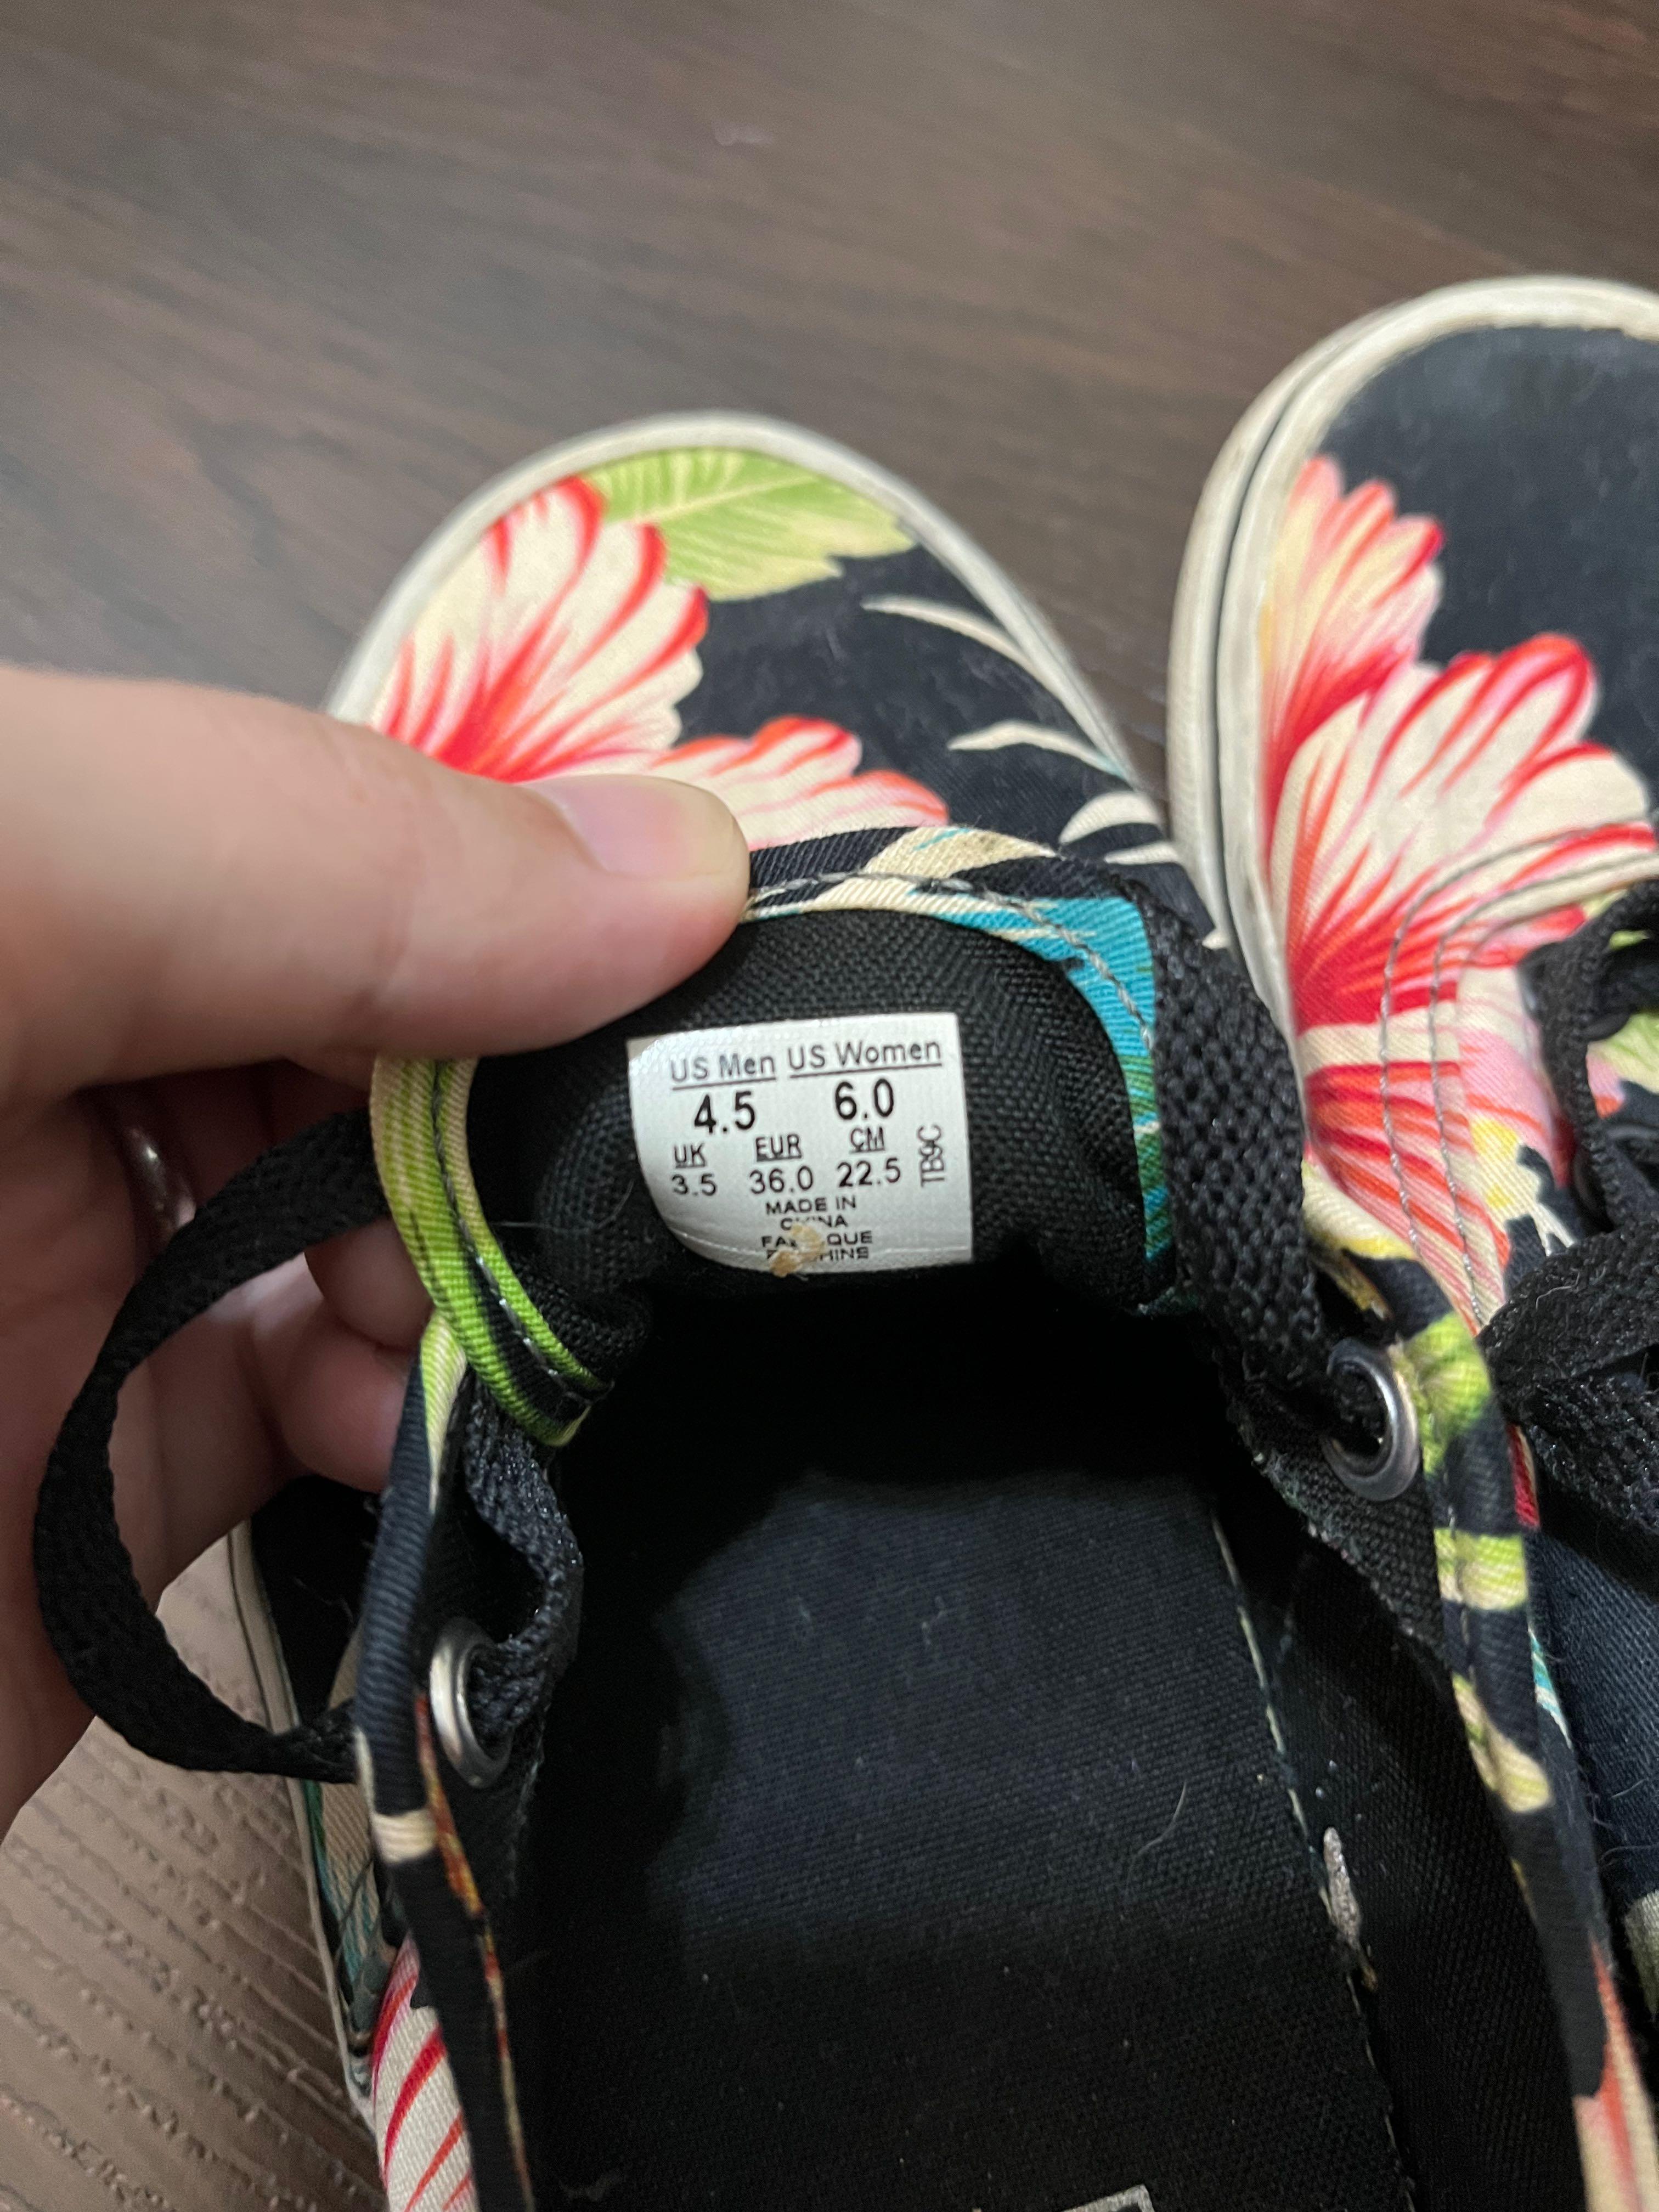 US Men US Women
4.5 6.0
UK EUR CM
3.5 36.0 22.5
TB9C
MADE IN